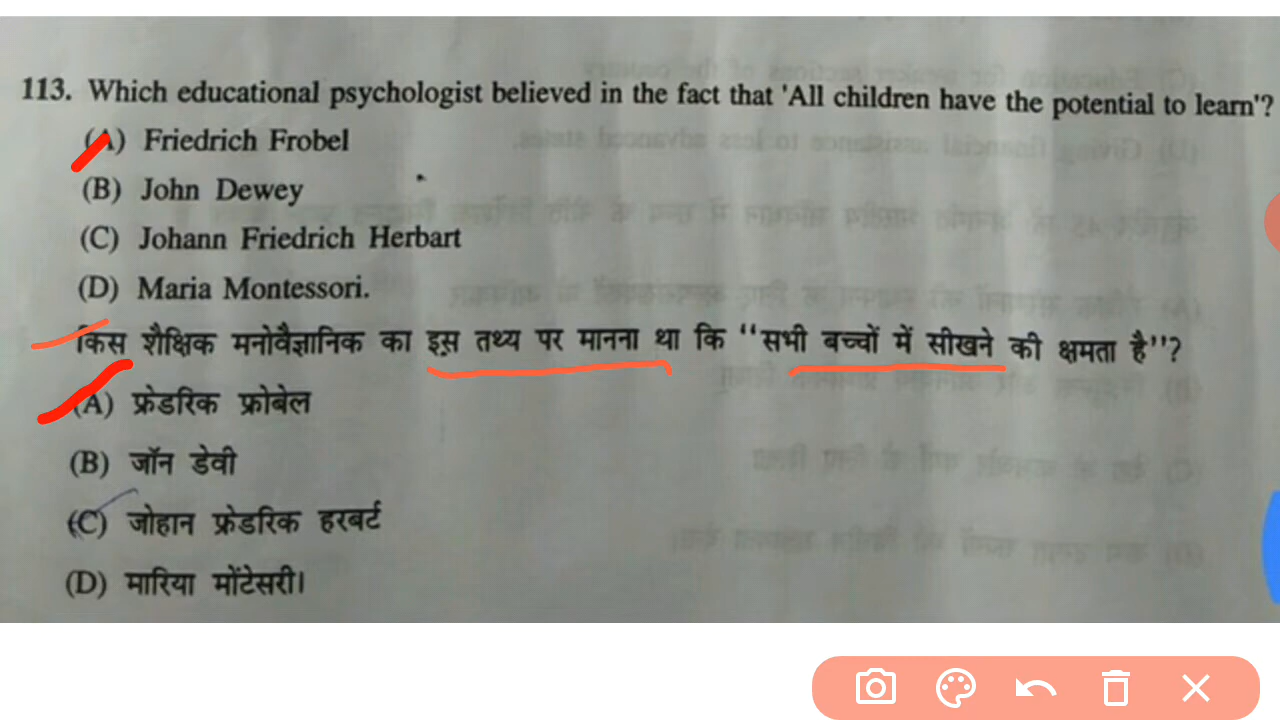 113. Which educational psychologist believed in the fact that 'All children have the potential to learn'?
(A) Friedrich Frobel
(B) John Dewey
(C) Johann Friedrich Herbart
(D) Maria Montessori.
किस शैक्षिक मनोवैज्ञानिक का इस तथ्य पर मानना था कि "सभी बच्चों में सीखने की क्षमता है"?
(A) फ्रेडरिक फ्रोबेल
(B) जॉन डेवी
(C) जोहान फ्रेडरिक हरबर्ट
(D) मारिया मोंटेसरी।